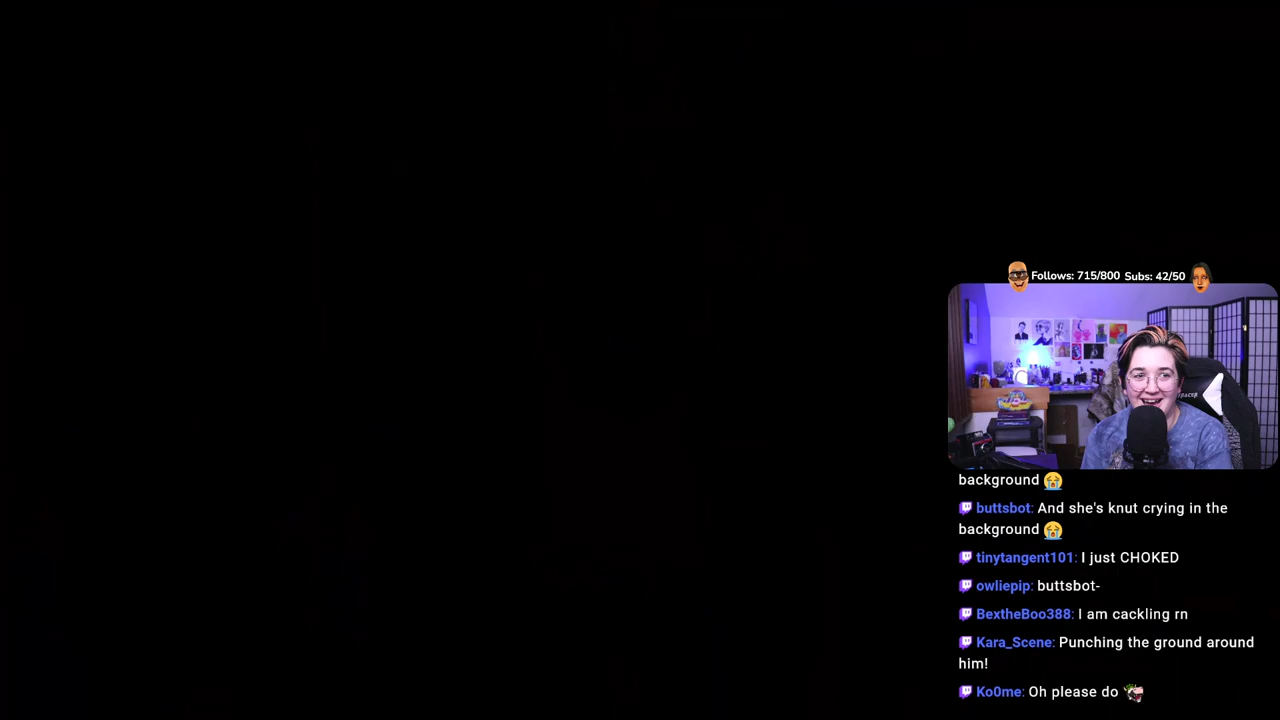 Follows: 715/800 Subs: 42/50
background 😭
buttsbot: And she's knut crying in the
background 😭
tinytangent101: I just CHOKED
owliepip: buttsbot-
BextheBoo388: I am cackling rn
Kara_Scene: Punching the ground around
him!
Ko0me: Oh please do